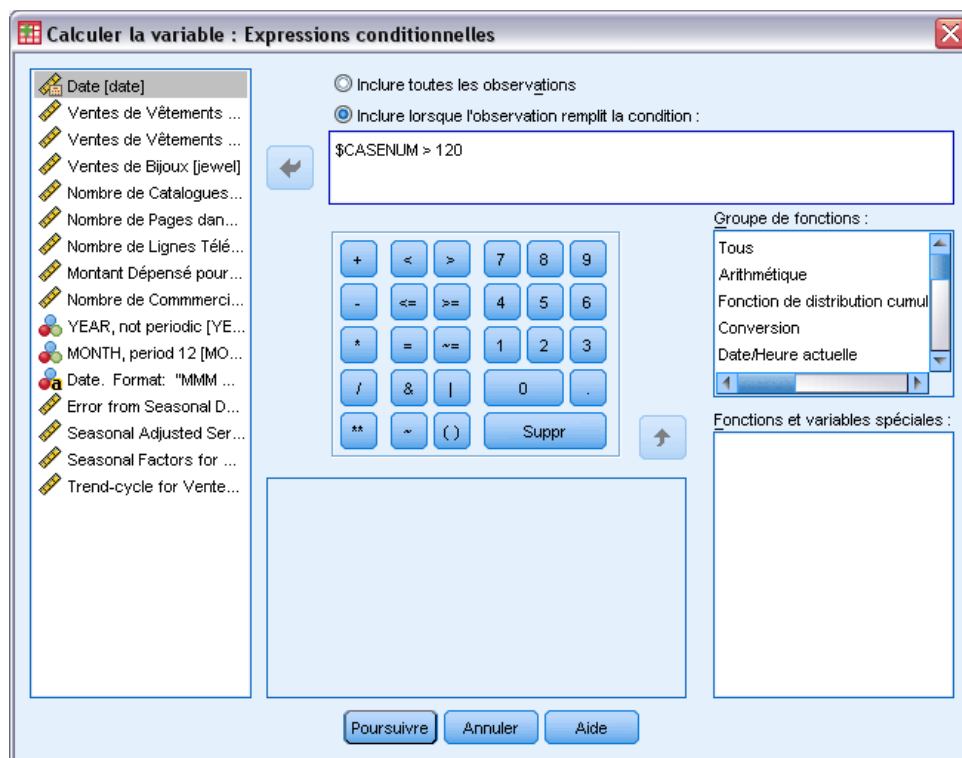 Calculer la variable : Expressions conditionnelles
Date [date]
Ventes de Vêtements ...
Ventes de Vêtements ...
Ventes de Bijoux [jewel]
Nombre de Catalogues...
Nombre de Pages dan...
Nombre de Lignes Télé...
Montant Dépensé pour...
Nombre de Commmerci...
YEAR, not periodic [YE...
MONTH, period 12 [MO...
Date. Format: "MMM ...
Error from Seasonal D...
Seasonal Adjusted Ser...
Seasonal Factors for ...
Trend-cycle for Vente...
Inclure toutes les observations
Inclure lorsque l'observation remplit la condition :
$CASENUM > 120
+ < > 7 8 9
- <= >= 4 5 6
* = ~= 1 2 3
/ & | 0 .
** ~ ( ) Suppr
Groupe de fonctions :
Tous
Arithmétique
Fonction de distribution cumul
Conversion
Date/Heure actuelle
Fonctions et variables spéciales :
Poursuivre Annuler Aide